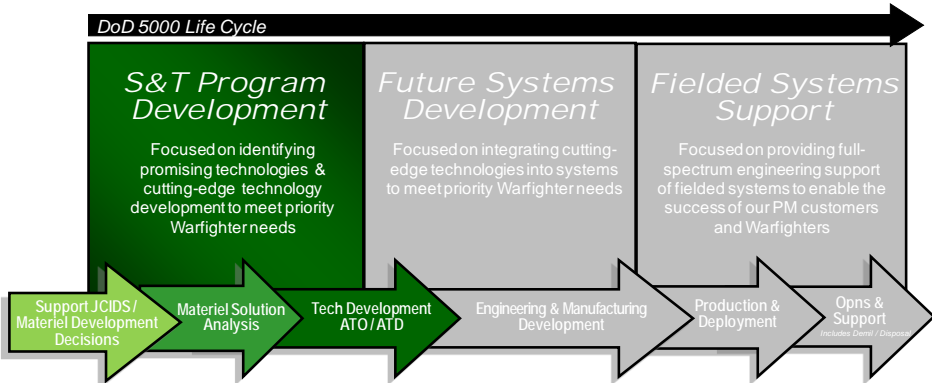 DoD 5000 Life Cycle
S&T Program
Development
Focused on identifying
promising technologies &
cutting-edge technology
development to meet priority
Warfighter needs
Future Systems
Development
Focused on integrating cutting-
edge technologies into systems
to meet priority Warfighter needs
Fielded Systems
Support
Focused on providing full-
spectrum engineering support
of fielded systems to enable the
success of our PM customers
and Warfighters
Support JCIDS /
Materiel Development
Decisions
Materiel Solution
Analysis
Tech Development
ATO / ATD
Engineering & Manufacturing
Development
Production &
Deployment
Opns &
Support
Includes Demil / Disposal